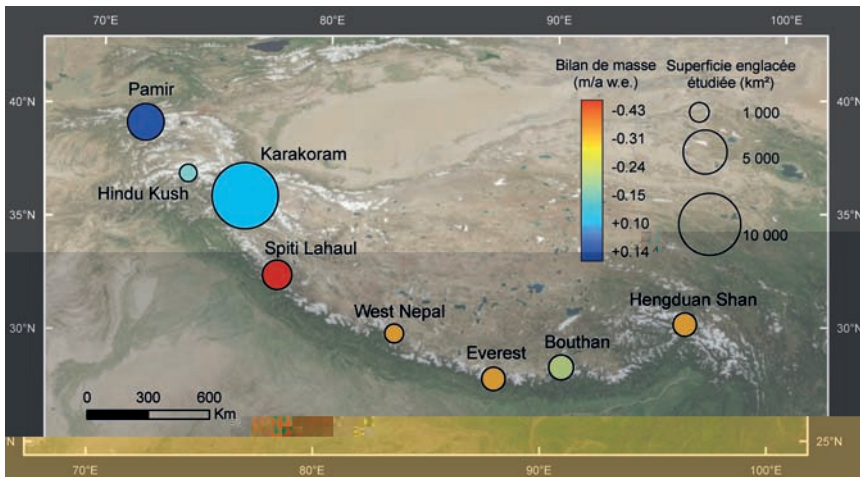 70°E 80°E 90°E 100°E
Bilan de masse
(m/a w.e.)
Superficie englacée
étudiée (km²)
-0.43
-0.31
-0.24
-0.15
+0.10
+0.14
1 000
5 000
10 000
40°N 40°N
Pamir
Karakoram
Hindu Kush
35°N 35°N
Spiti Lahaul
Hengduan Shan
West Nepal
30°N 30°N
Everest
Bouthan
0 300 600
Km
25°N
70°E 80°E 90°E 100°E